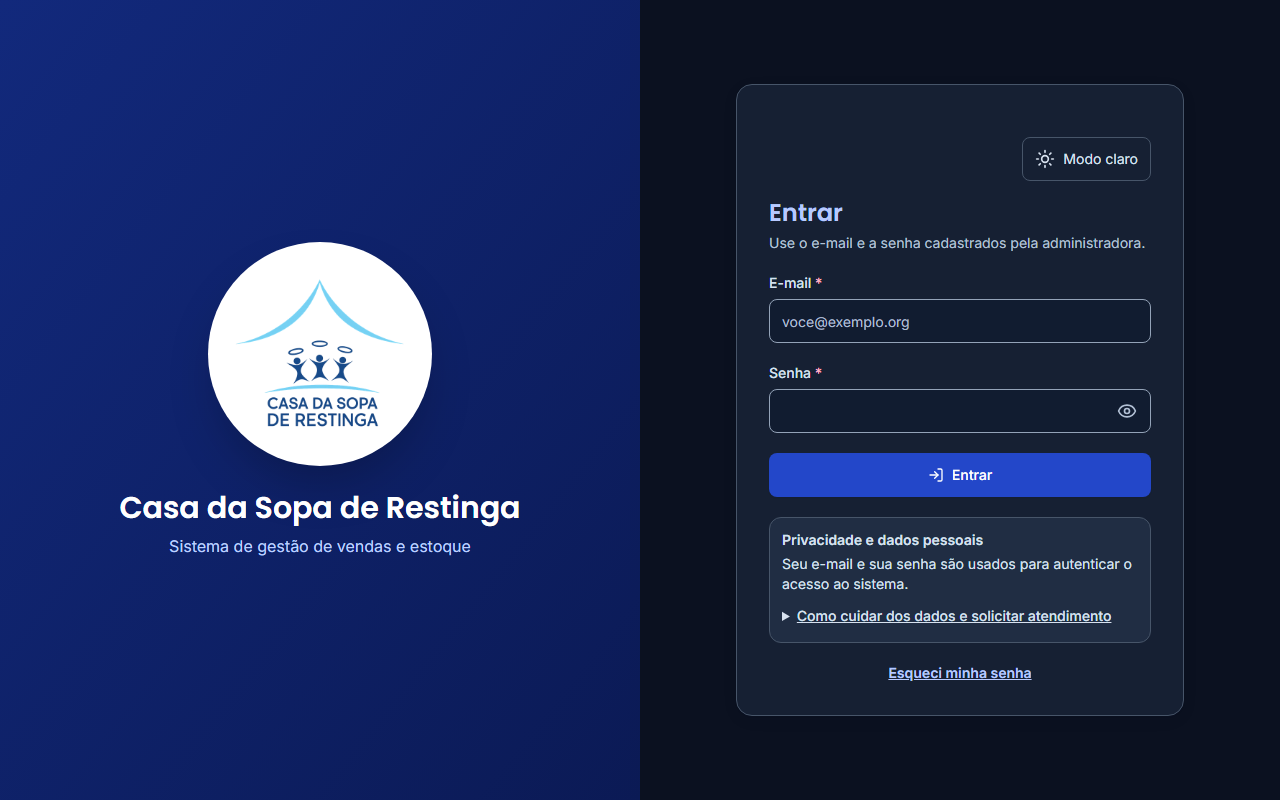 CASA DA SOPA
DE RESTINGA
Casa da Sopa de Restinga
Sistema de gestão de vendas e estoque
Modo claro
Entrar
Use o e-mail e a senha cadastrados pela administradora.
E-mail *
voce@exemplo.org
Senha *
Entrar
Privacidade e dados pessoais
Seu e-mail e sua senha são usados para autenticar o
acesso ao sistema.
Como cuidar dos dados e solicitar atendimento
Esqueci minha senha